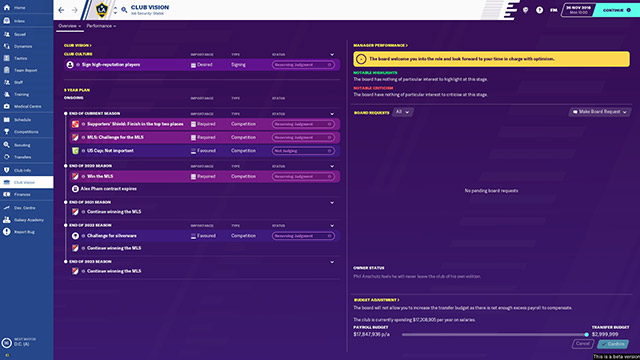 Home
Inbox
Squad
Dynamics
Tactics
Team Report
Staff
Training
Medical Centre
Schedule
Competitions
Scouting
Transfers
Club Info
Club Vision
Finances
Dev. Centre
Galaxy Academy
Report Bug
NEXT MATCH
D.C. (A)
CLUB VISION
Job Security: Stable
FM
26 NOV 2019
CONTINUE
Overview
Performance
CLUB VISION
CLUB CULTURE
IMPORTANCE
TYPE
STATUS
Sign high-reputation players
Desired
Signing
Reserving Judgment
5 YEAR PLAN
ONGOING
END OF CURRENT SEASON
IMPORTANCE
TYPE
STATUS
Supporters' Shield: Finish in the top two places
Required
Competition
Reserving Judgment
MLS: Challenge for the MLS
Required
Competition
Reserving Judgment
US Cup: Not important
Favoured
Competition
Not Judging
END OF 2020 SEASON
IMPORTANCE
TYPE
STATUS
Win the MLS
Required
Competition
Reserving Judgment
Alex Pham contract expires
END OF 2021 SEASON
Continue winning the MLS
END OF 2022 SEASON
IMPORTANCE
TYPE
STATUS
Challenge for silverware
Favoured
Competition
Reserving Judgment
Continue winning the MLS
END OF 2023 SEASON
Continue winning the MLS
MANAGER PERFORMANCE
The board welcome you into the role and look forward to your time in charge with optimism.
NOTABLE HIGHLIGHTS
The board have nothing of particular interest to highlight at this stage.
NOTABLE CRITICISM
The board have nothing of particular interest to criticise at this stage.
BOARD REQUESTS
All
Make Board Request
No pending board requests
OWNER STATUS
Phil Anschutz feels he will never leave the club of his own volition.
BUDGET ADJUSTMENT
The board will not allow you to increase the transfer budget as there is not enough excess payroll to compensate.
The club is currently spending $17,208,905 per year on salaries.
PAYROLL BUDGET
TRANSFER BUDGET
$17,847,936 p/a
$2,999,999
Cancel
Confirm
This is a beta version